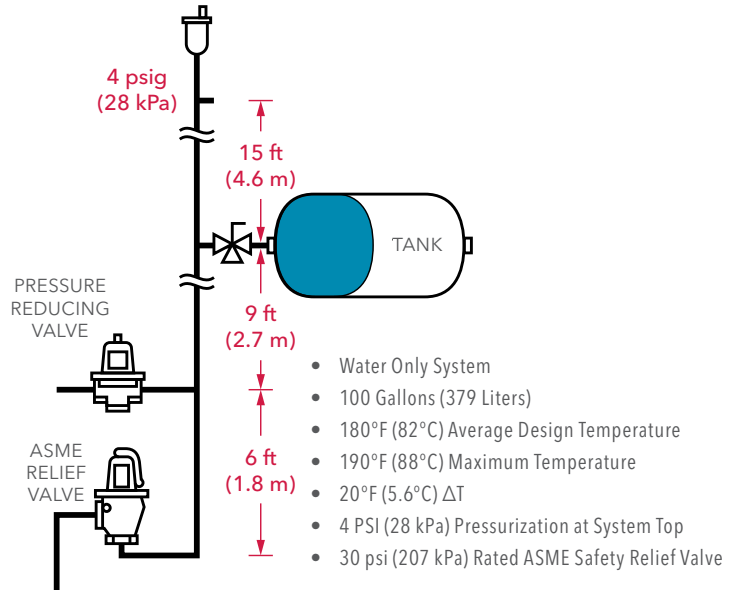 4 psig
(28 kPa)
15 ft
(4.6 m)
TANK
PRESSURE
REDUCING
VALVE
9 ft
(2.7 m)
ASME
RELIEF
VALVE
6 ft
(1.8 m)
• Water Only System
• 100 Gallons (379 Liters)
• 180°F (82°C) Average Design Temperature
• 190°F (88°C) Maximum Temperature
• 20°F (5.6°C) ΔT
• 4 PSI (28 kPa) Pressurization at System Top
• 30 psi (207 kPa) Rated ASME Safety Relief Valve